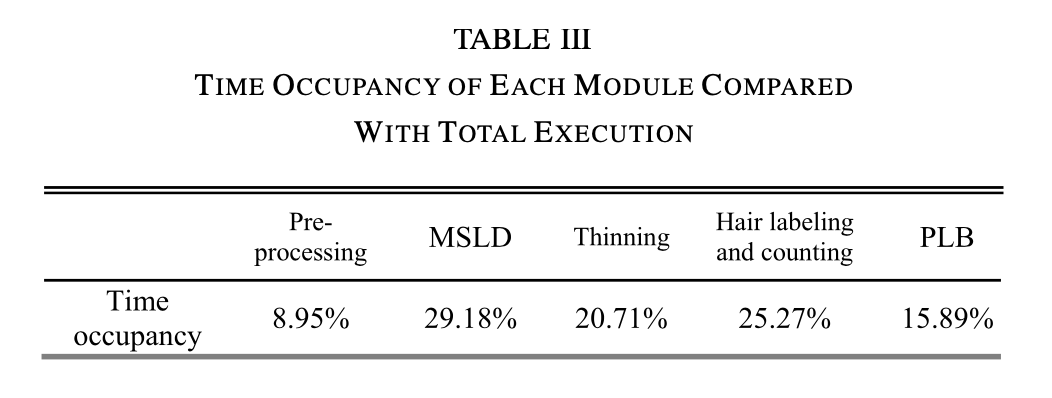 TABLE III
TIME OCCUPANCY OF EACH MODULE COMPARED
WITH TOTAL EXECUTION
Pre-
processing MSLD Thinning Hair labeling
and counting PLB
Time
occupancy 8.95% 29.18% 20.71% 25.27% 15.89%